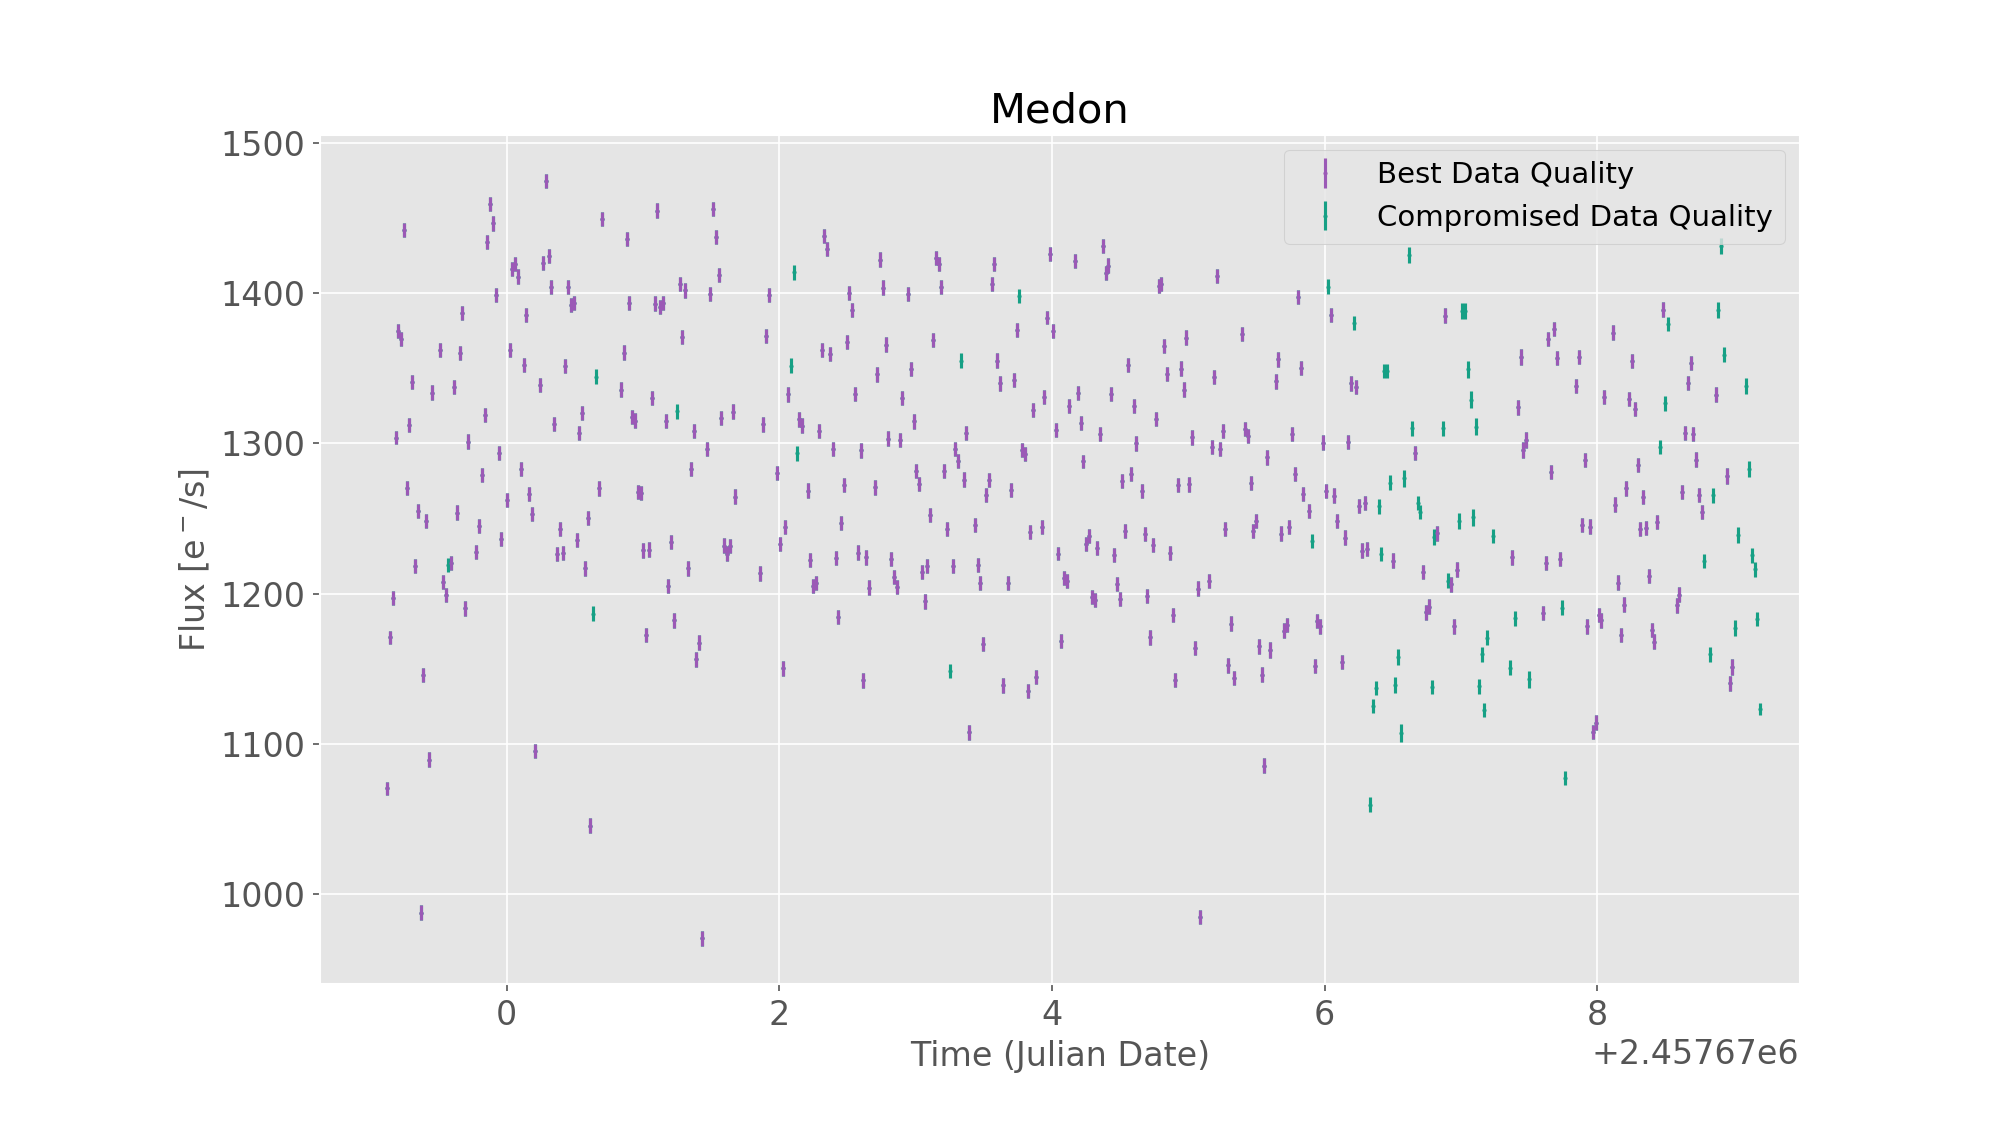 Medon
1500
1400
1300
1200
1100
1000
Flux [e⁻/s]
Best Data Quality
Compromised Data Quality
0 2 4 6 8
Time (Julian Date)
+2.45767e6